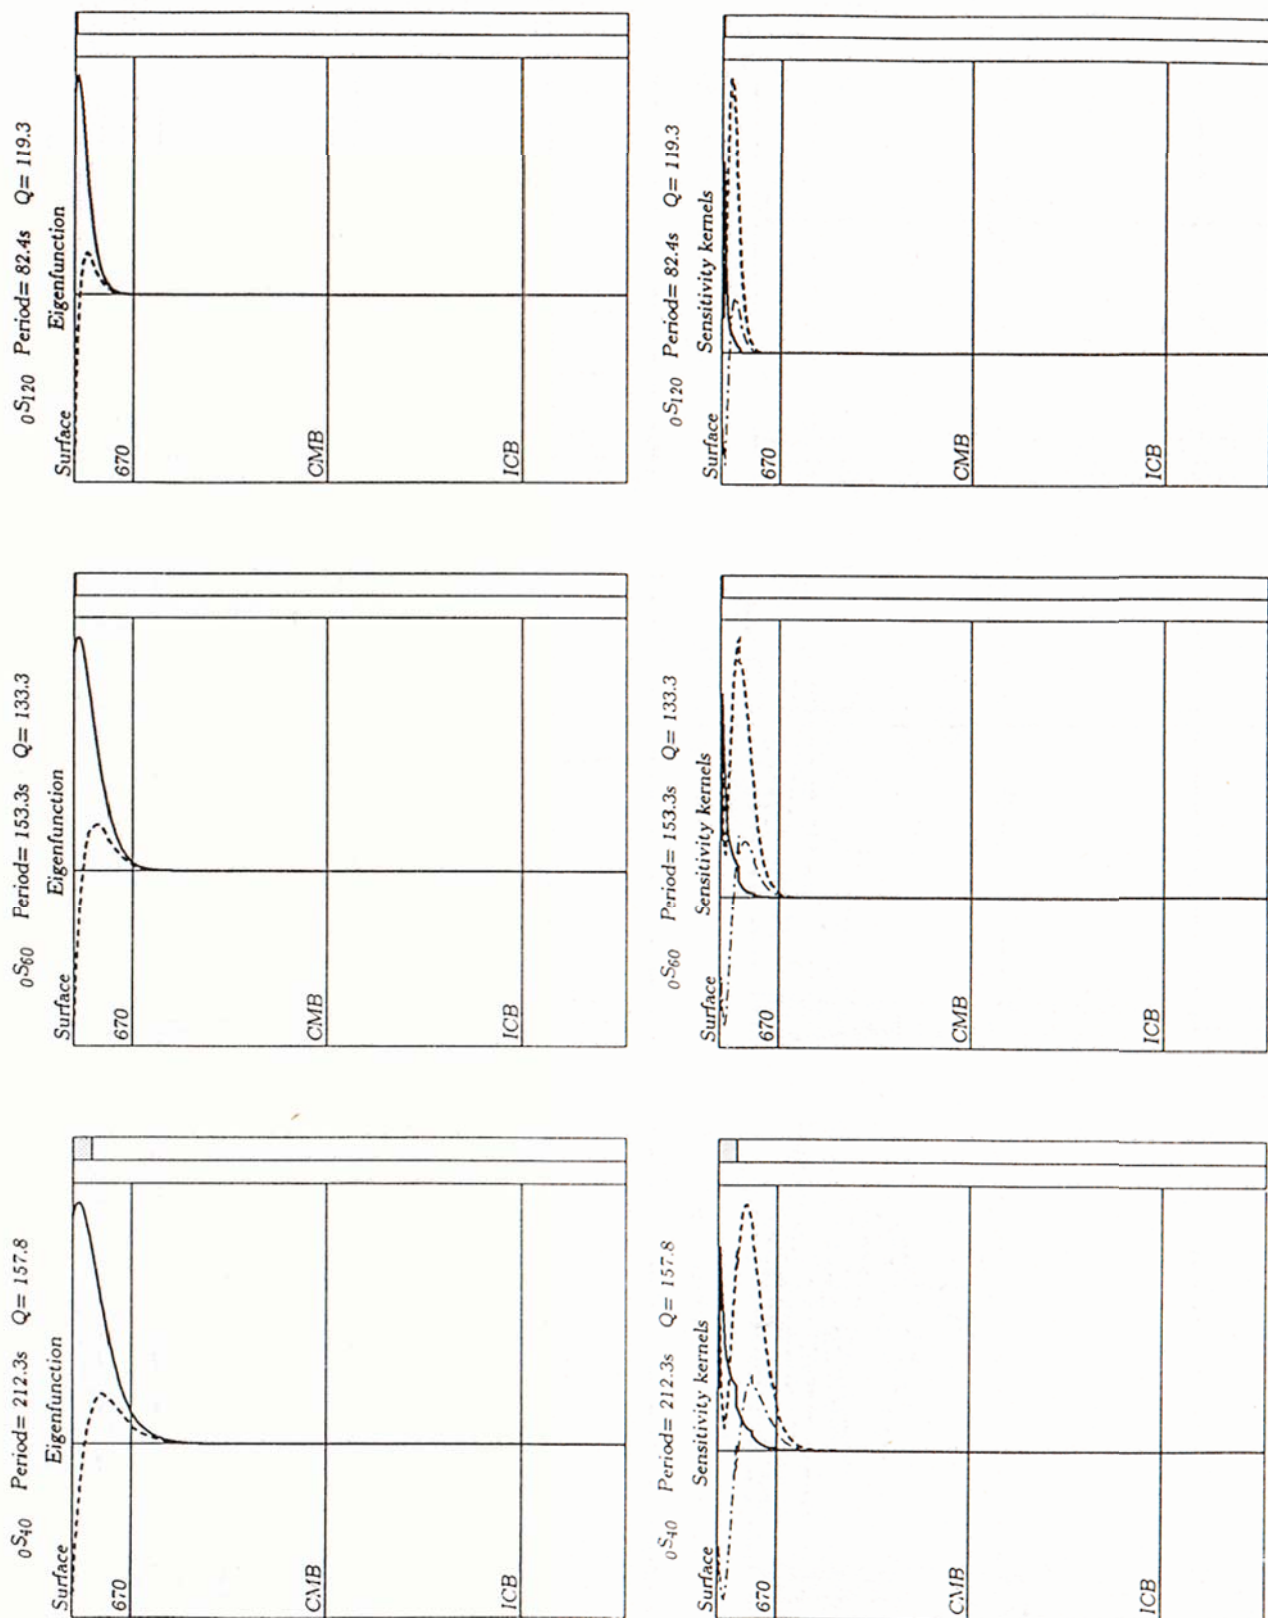 ₀S₄₀ Period= 212.3s Q= 157.8
Eigenfunction
Surface
670
CMB
ICB
₀S₆₀ Period= 153.3s Q= 133.3
Eigenfunction
Surface
670
CMB
ICB
₀S₁₂₀ Period= 82.4s Q= 119.3
Eigenfunction
Surface
670
CMB
ICB
₀S₄₀ Period= 212.3s Q= 157.8
Sensitivity kernels
Surface
670
CMB
ICB
₀S₆₀ Period= 153.3s Q= 133.3
Sensitivity kernels
Surface
670
CMB
ICB
₀S₁₂₀ Period= 82.4s Q= 119.3
Sensitivity kernels
Surface
670
CMB
ICB